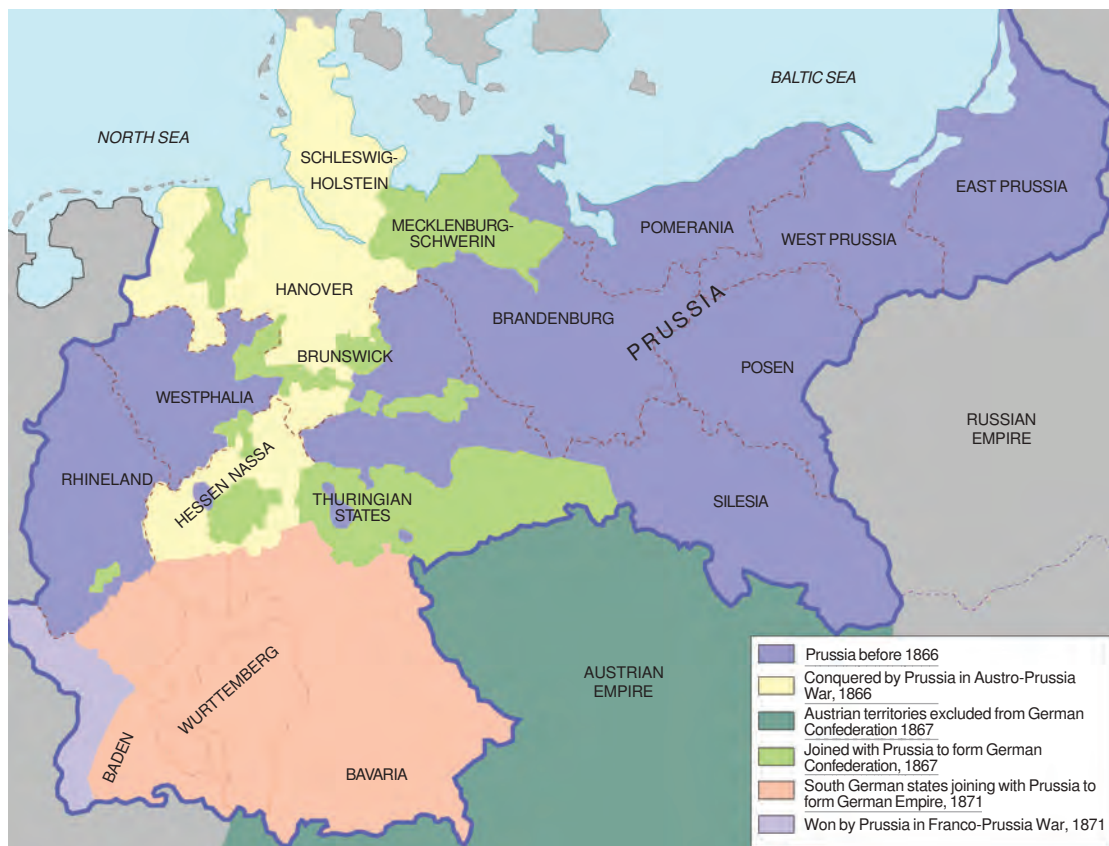 NORTH SEA
BALTIC SEA
SCHLESWIG-
HOLSTEIN
EAST PRUSSIA
MECKLENBURG-
SCHWERIN
POMERANIA
WEST PRUSSIA
HANOVER
BRANDENBURG
PRUSSIA
BRUNSWICK
POSEN
WESTPHALIA
RUSSIAN
EMPIRE
RHINELAND
HESSEN NASSA
THURINGIAN
STATES
SILESIA
AUSTRIAN
EMPIRE
WURTTEMBERG
BADEN
BAVARIA
Prussia before 1866
Conquered by Prussia in Austro-Prussia
War, 1866
Austrian territories excluded from German
Confederation 1867
Joined with Prussia to form German
Confederation, 1867
South German states joining with Prussia to
form German Empire, 1871
Won by Prussia in Franco-Prussia War, 1871